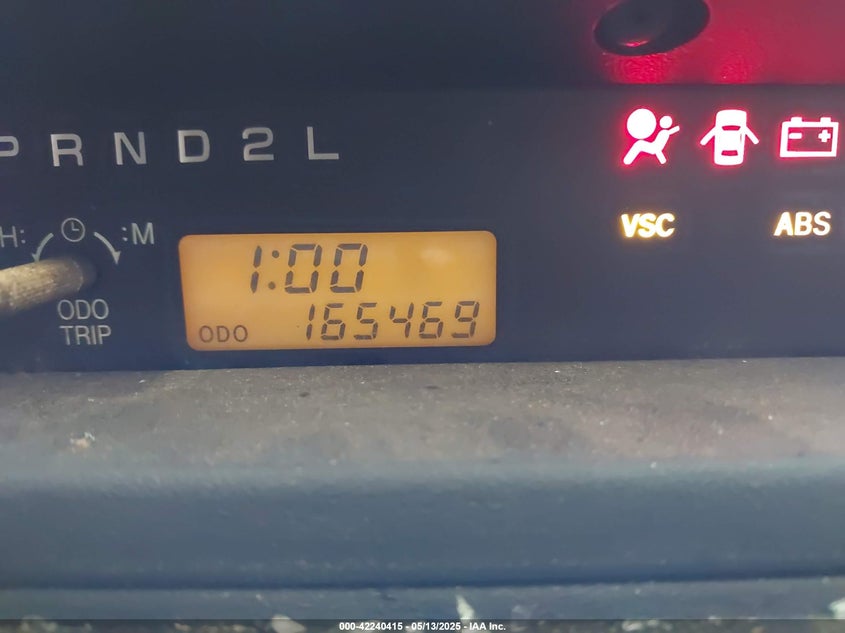 P R N D 2 L
H: :M
VSC ABS
1:00
ODO 165469
ODO
TRIP
000-42240415 - 05/13/2025 - IAA Inc.